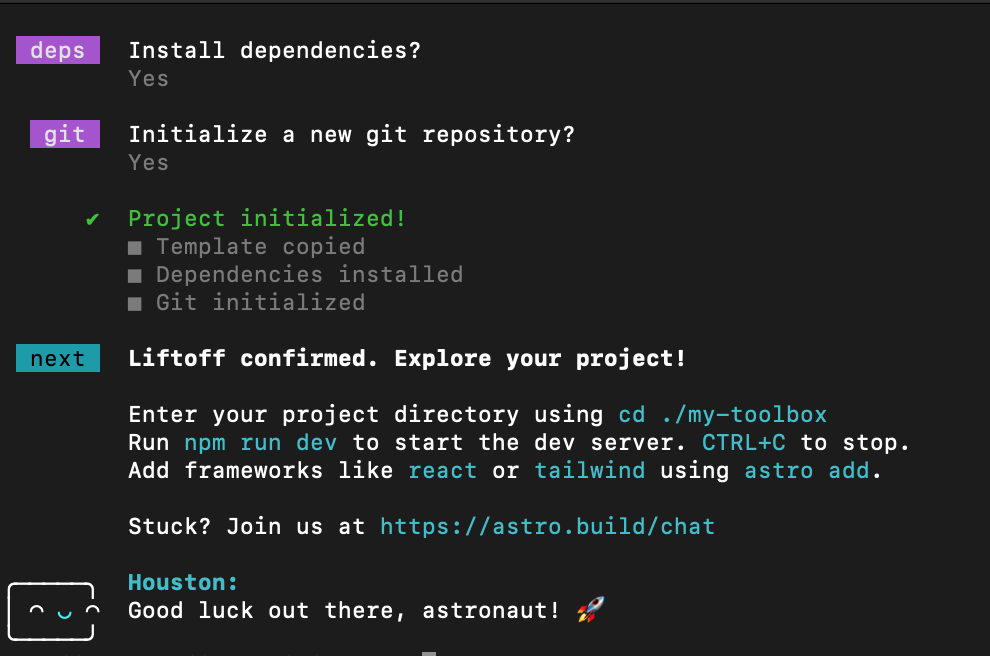 deps Install dependencies?
Yes
git Initialize a new git repository?
Yes
✔ Project initialized!
■ Template copied
■ Dependencies installed
■ Git initialized
next Liftoff confirmed. Explore your project!
Enter your project directory using cd ./my-toolbox
Run npm run dev to start the dev server. CTRL+C to stop.
Add frameworks like react or tailwind using astro add.
Stuck? Join us at https://astro.build/chat
Houston:
Good luck out there, astronaut! 🚀